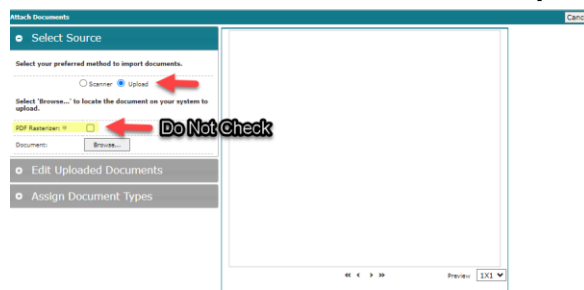 Attach Documents
Canc
Select Source
Select your preferred method to import documents.
Scanner Upload
Select 'Browse...' to locate the document on your system to
upload.
PDF Rasterizer:
Do Not Check
Document: Browse...
Edit Uploaded Documents
Assign Document Types
Preview 1X1